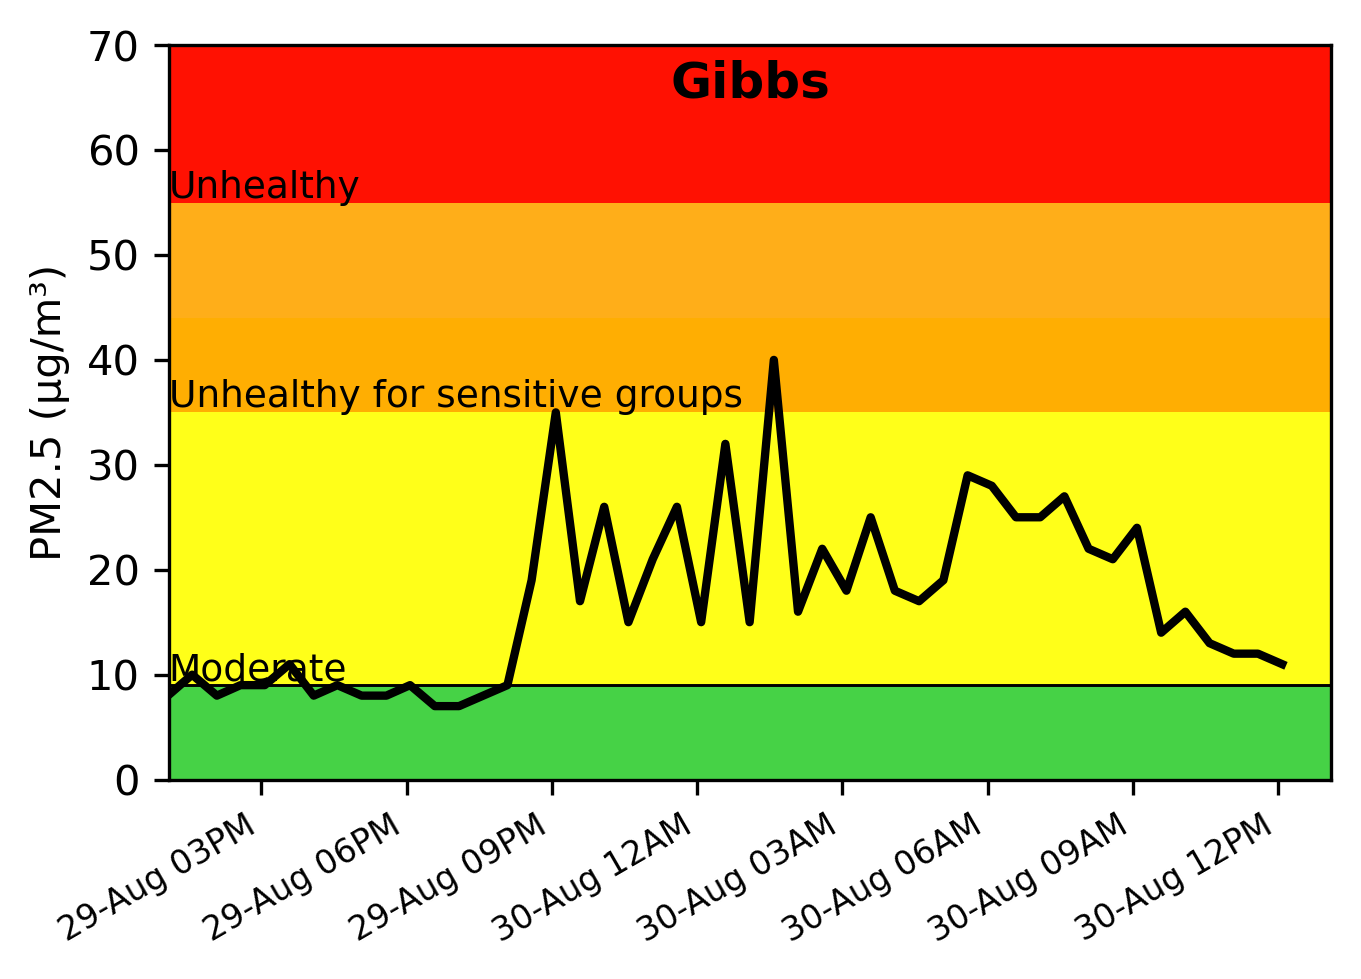 Gibbs
PM2.5 (µg/m³)
70
60
50
40
30
20
10
0
Unhealthy
Unhealthy for sensitive groups
Moderate
29-Aug 03PM
29-Aug 06PM
29-Aug 09PM
30-Aug 12AM
30-Aug 03AM
30-Aug 06AM
30-Aug 09AM
30-Aug 12PM